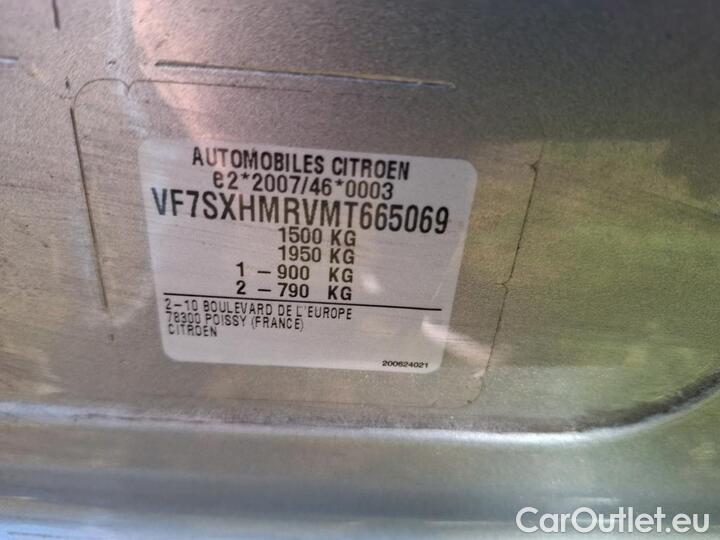 AUTOMOBILES CITROEN
e2*2007/46*0003
VF7SXHMRVMT665069
1500 KG
1950 KG
1 - 900 KG
2 - 790 KG
2-10 BOULEVARD DE L'EUROPE
78300 POISSY (FRANCE)
CITROEN
200624021
CarOutlet.eu